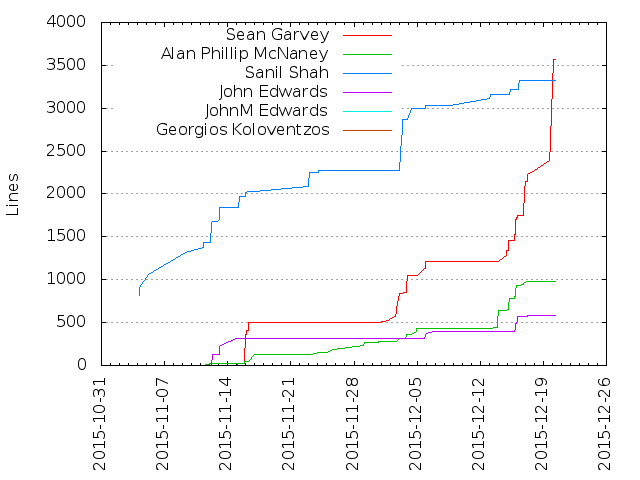 4000
3500
3000
2500
2000
1500
1000
500
0
Lines
Sean Garvey
Alan Phillip McNaney
Sanil Shah
John Edwards
JohnM Edwards
Georgios Koloventzos
2015-10-31
2015-11-07
2015-11-14
2015-11-21
2015-11-28
2015-12-05
2015-12-12
2015-12-19
2015-12-26